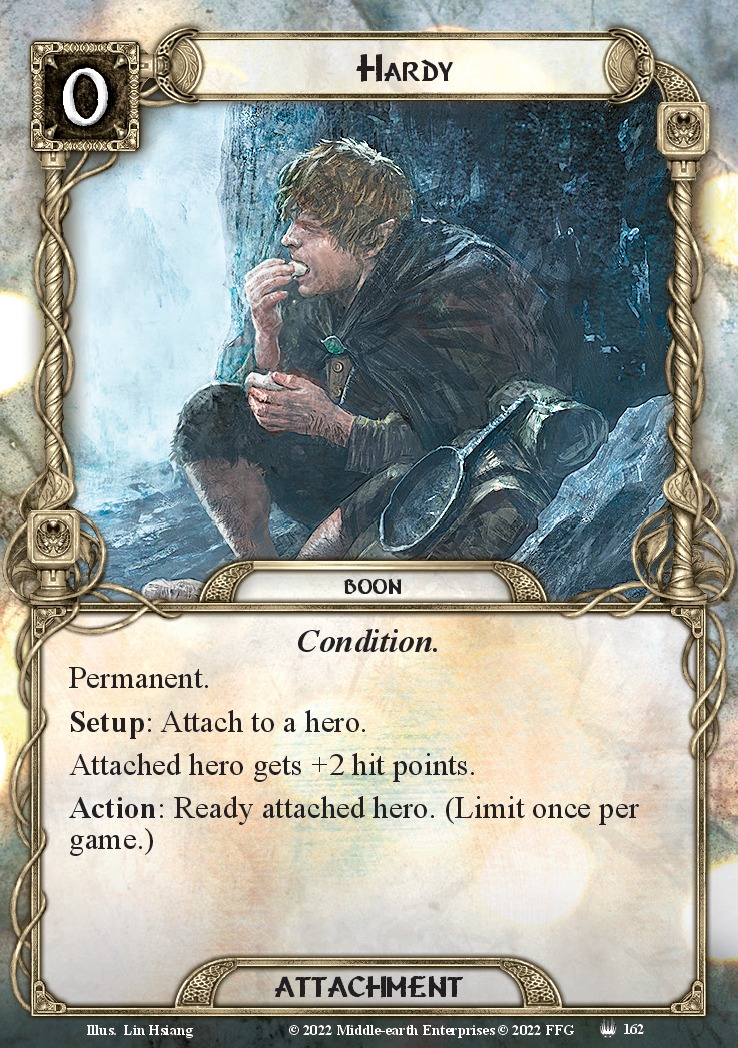 0
HARDY
BOON
Condition.
Permanent.
Setup: Attach to a hero.
Attached hero gets +2 hit points.
Action: Ready attached hero. (Limit once per
game.)
ATTACHMENT
Illus. Lin Hsiang © 2022 Middle-earth Enterprises © 2022 FFG 162